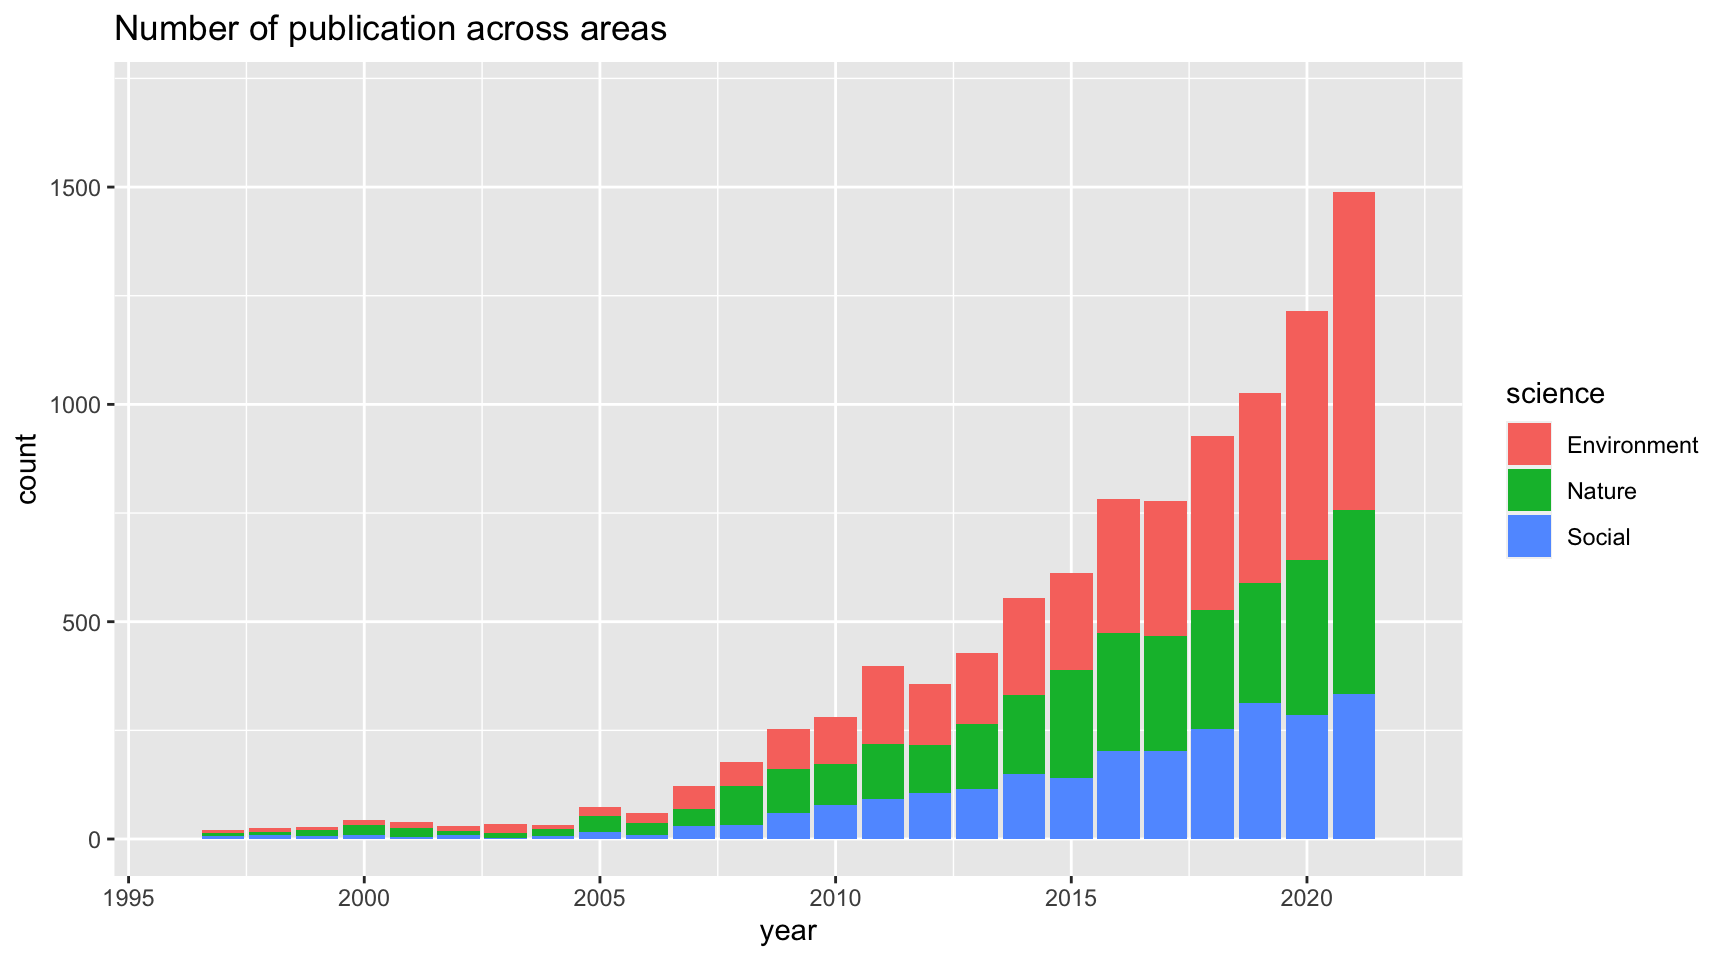 Number of publication across areas
1500
1000
500
0
count
1995 2000 2005 2010 2015 2020
year
science
Environment
Nature
Social